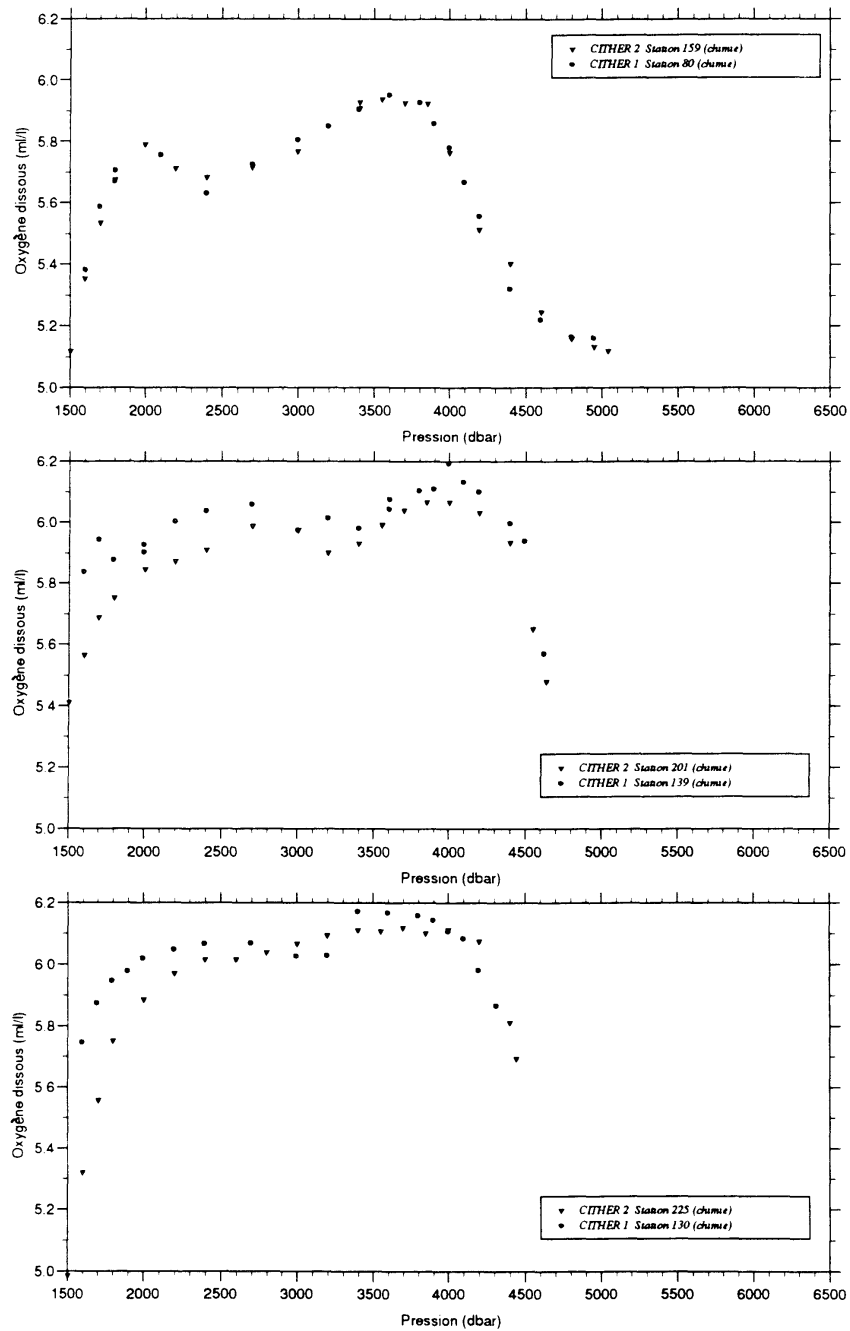 6.2
6.0
5.8
5.6
5.4
5.2
5.0
Oxygène dissous (ml/l)
CITHER 2 Station 159 (chimie)
CITHER 1 Station 80 (chimie)
1500 2000 2500 3000 3500 4000 4500 5000 5500 6000 6500
Pression (dbar)
6.2
6.0
5.8
5.6
5.4
5.2
5.0
Oxygène dissous (ml/l)
CITHER 2 Station 201 (chimie)
CITHER 1 Station 139 (chimie)
1500 2000 2500 3000 3500 4000 4500 5000 5500 6000 6500
Pression (dbar)
6.2
6.0
5.8
5.6
5.4
5.2
5.0
Oxygène dissous (ml/l)
CITHER 2 Station 225 (chimie)
CITHER 1 Station 130 (chimie)
1500 2000 2500 3000 3500 4000 4500 5000 5500 6000 6500
Pression (dbar)